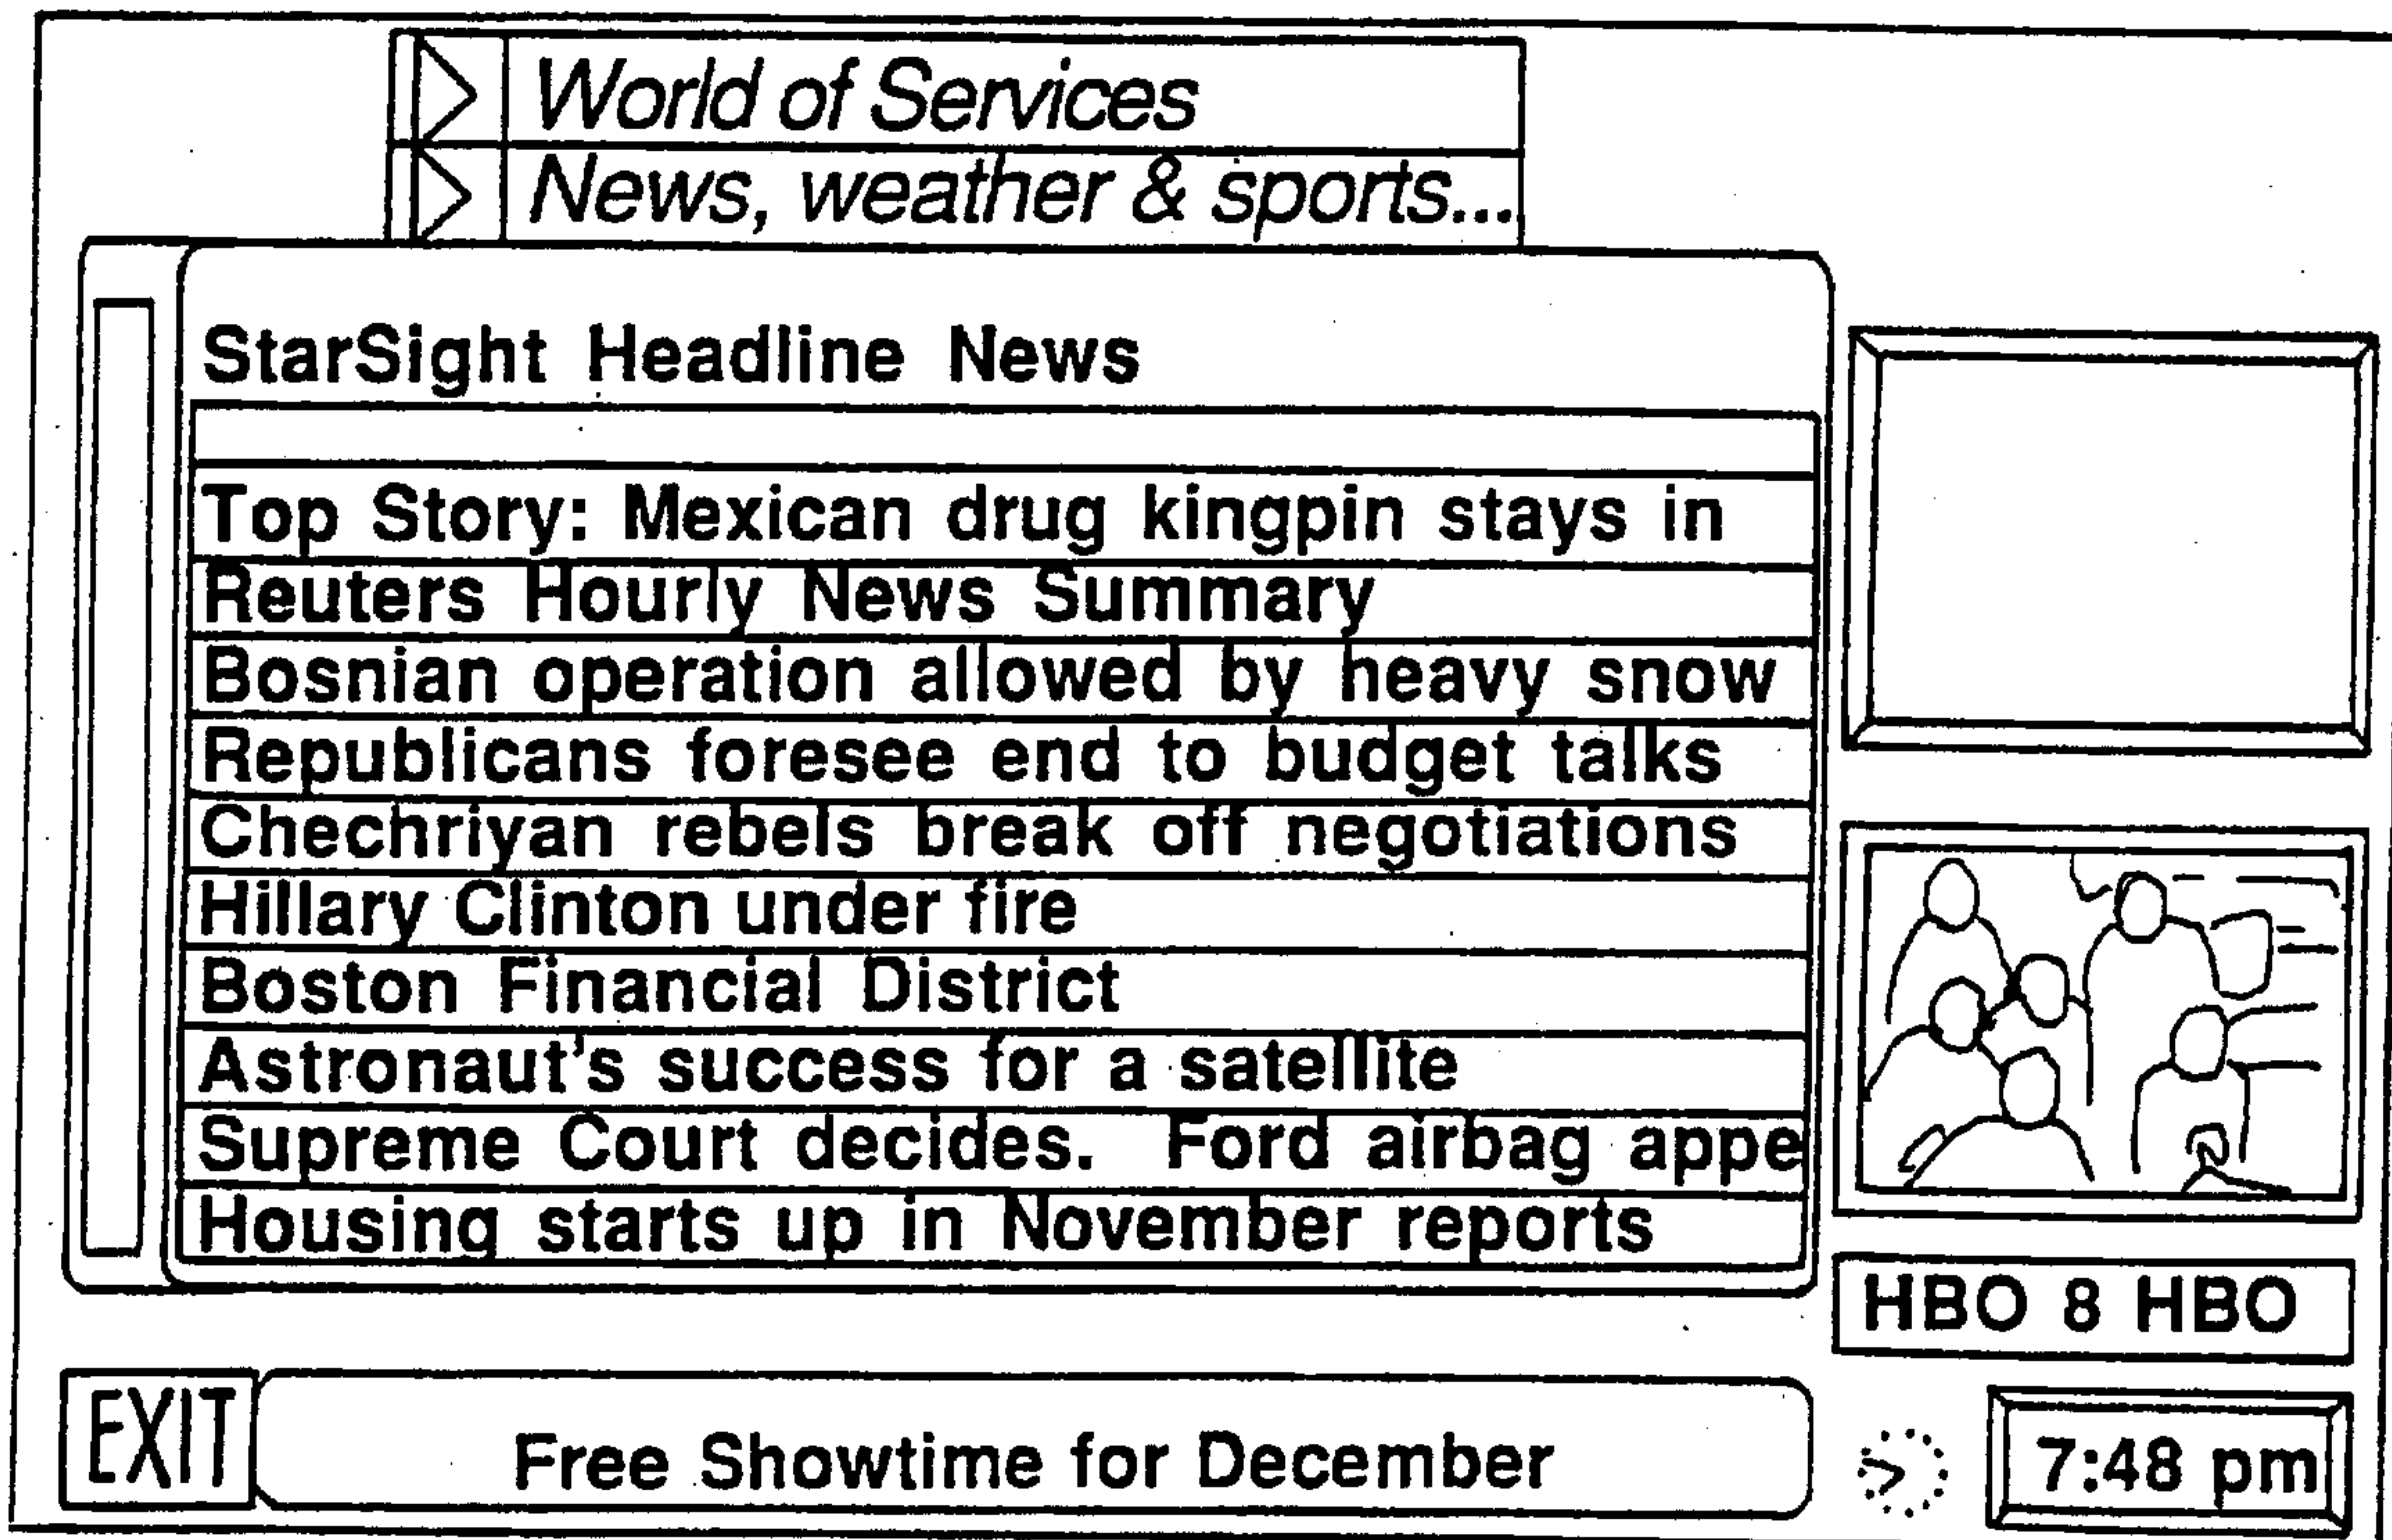 World of Services
News, weather & sports...
StarSight Headline News
Top Story: Mexican drug kingpin stays in
Reuters Hourly News Summary
Bosnian operation allowed by heavy snow
Republicans foresee end to budget talks
Chechriyan rebels break off negotiations
Hillary Clinton under fire
Boston Financial District
Astronaut's success for a satellite
Supreme Court decides. Ford airbag appe
Housing starts up in November reports
HBO 8 HBO
EXIT
Free Showtime for December
7:48 pm